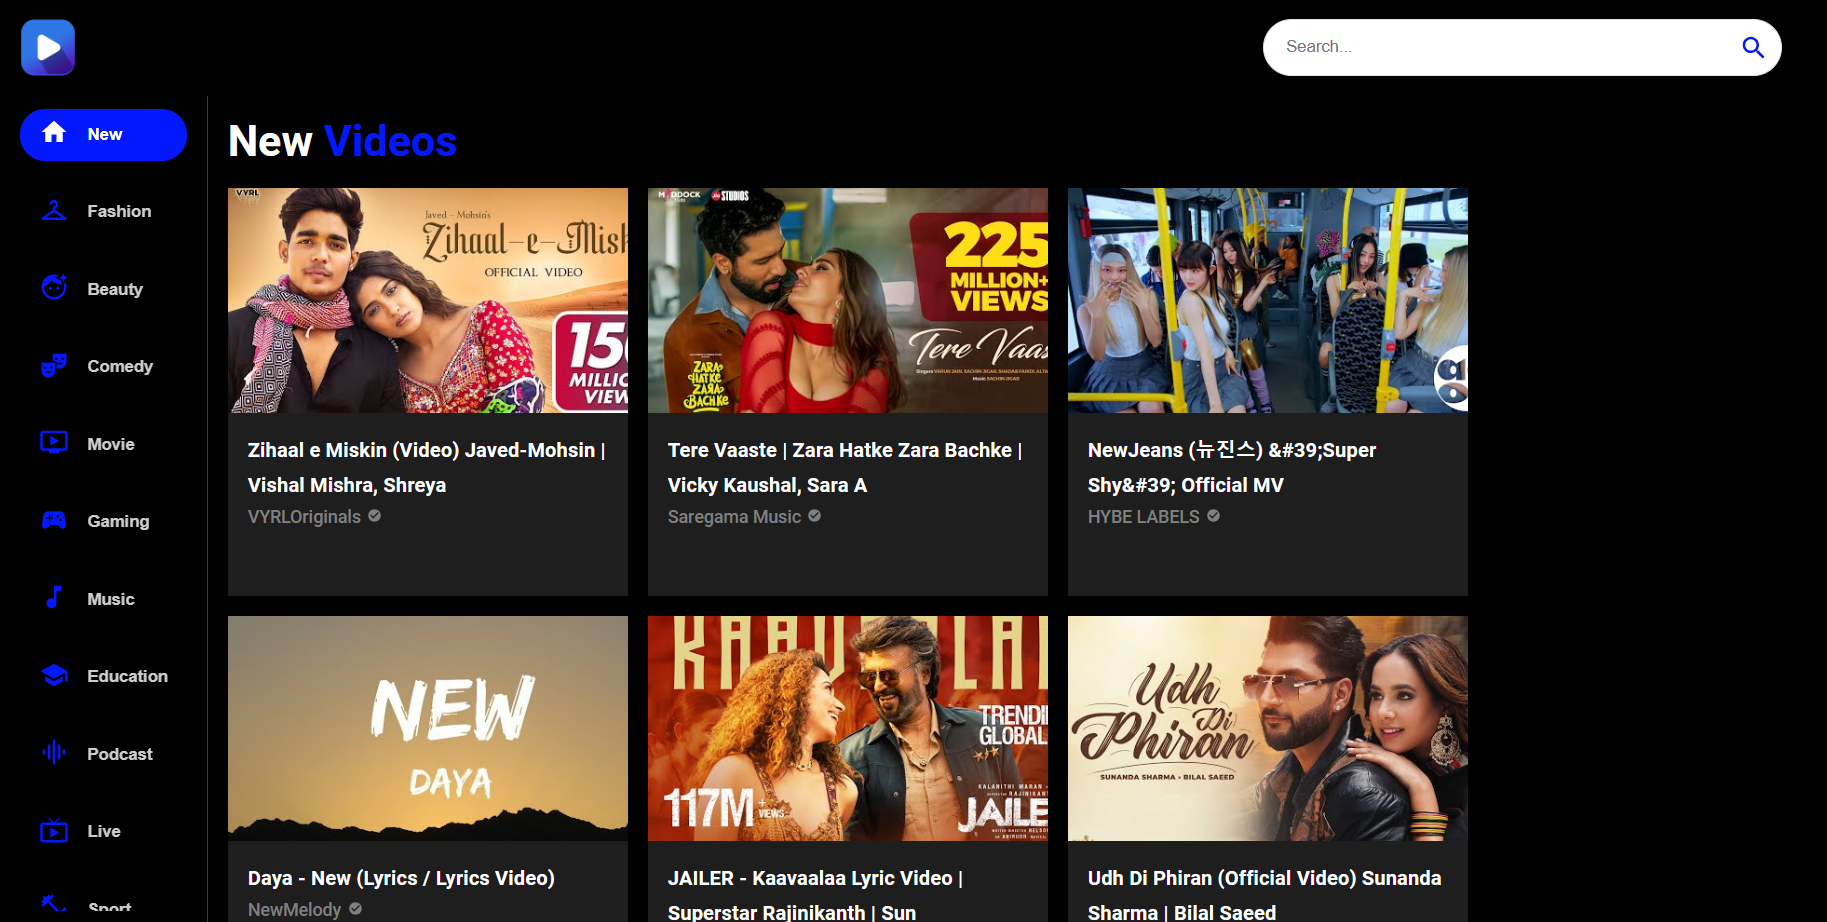 Search...
New
Fashion
Beauty
Comedy
Movie
Gaming
Music
Education
Podcast
Live
Sport
New Videos
VYRL
Javed - Mohsin's
Zihaal-e-Misk
OFFICIAL VIDEO
150
MILLIO
VIEW
Zihaal e Miskin (Video) Javed-Mohsin |
Vishal Mishra, Shreya
VYRLOriginals
MADDOCK
STUDIOS
225
MILLION+
VIEWS
Tere Vaas
ZARA
HATKE
ZARA
BACHKE
Tere Vaaste | Zara Hatke Zara Bachke |
Vicky Kaushal, Sara A
Saregama Music
NewJeans (뉴진스) &#39;Super
Shy&#39; Official MV
HYBE LABELS
NEW
DAYA
Daya - New (Lyrics / Lyrics Video)
NewMelody
KAAVAALAA
TRENDI
GLOBAL
117M+
VIEWS
KALANITHI MARAN
RAJINIKANT
JAILE
JAILER - Kaavaalaa Lyric Video |
Superstar Rajinikanth | Sun
Udh
Di
Phiran
SUNANDA SHARMA × BILAL SAEED
Udh Di Phiran (Official Video) Sunanda
Sharma | Bilal Saeed